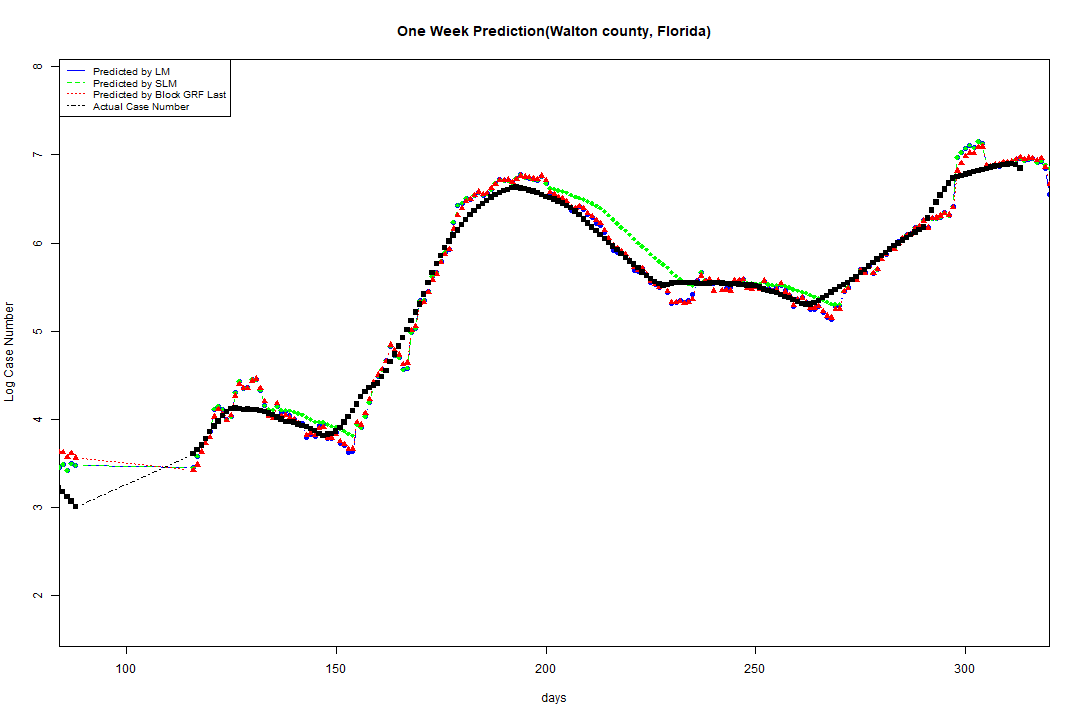 One Week Prediction(Walton county, Florida)
Predicted by LM
Predicted by SLM
Predicted by Block GRF Last
Actual Case Number
8
7
6
5
4
3
2
Log Case Number
100 150 200 250 300
days